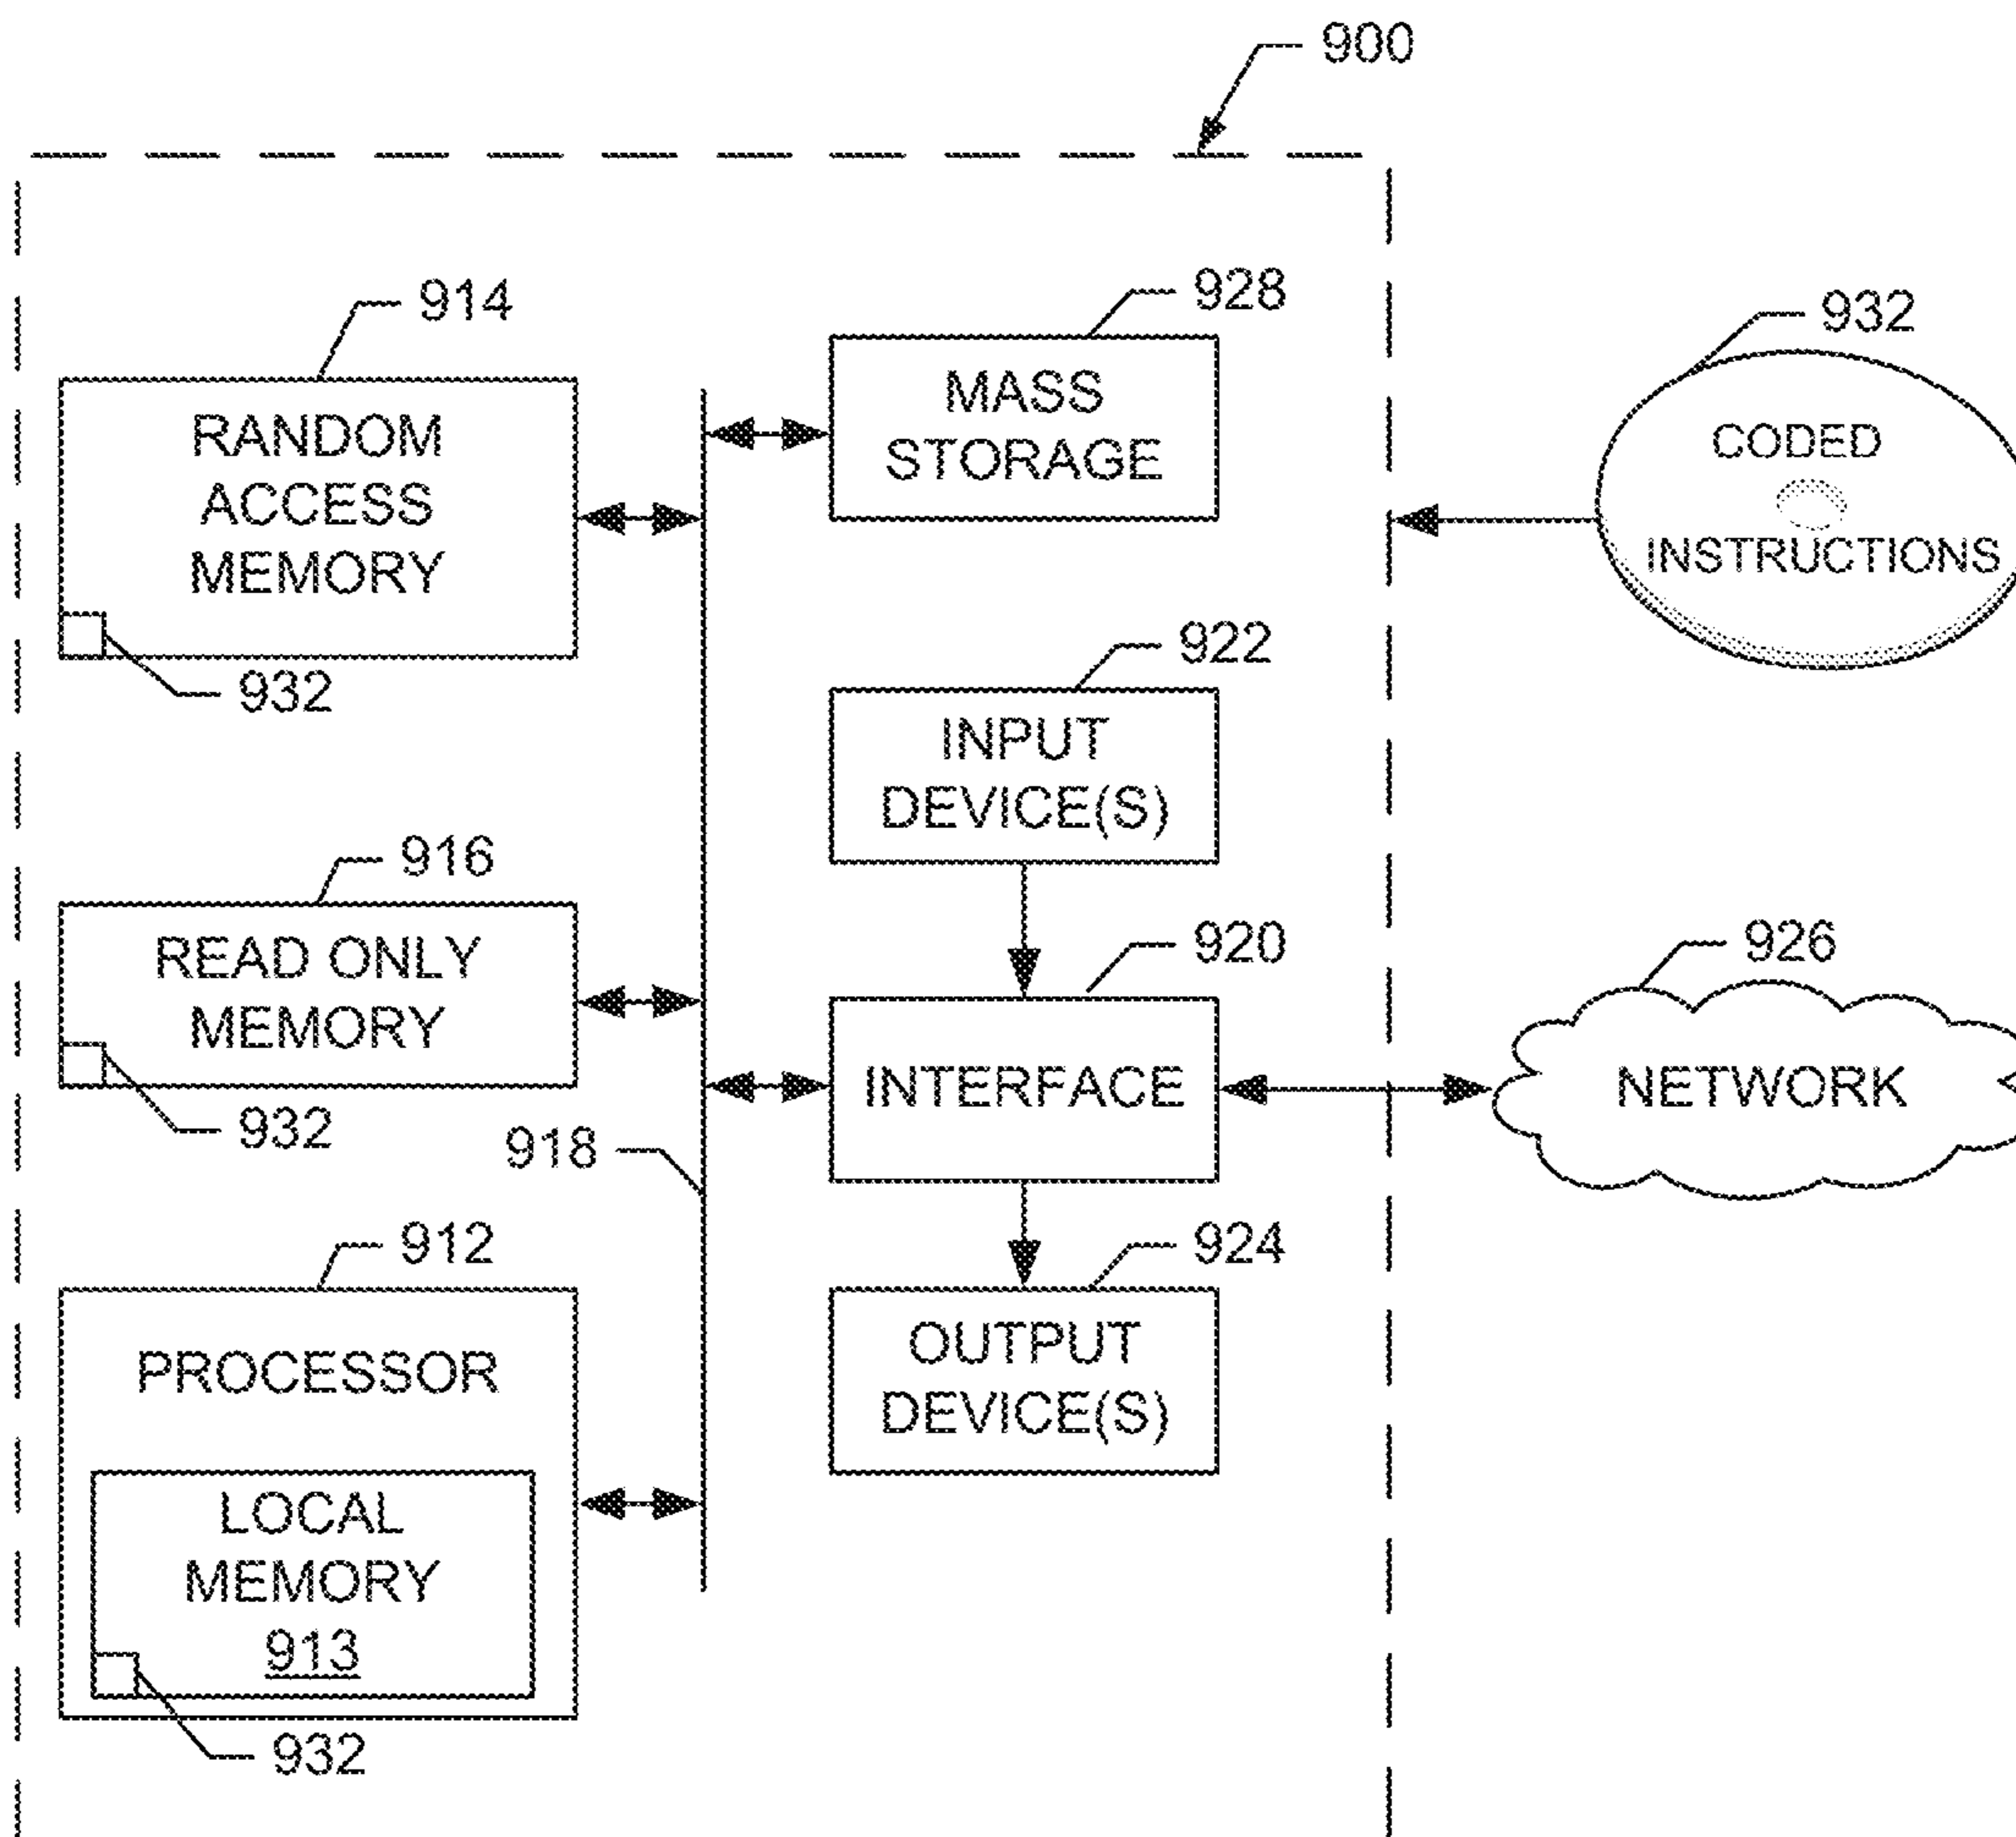 900
914
RANDOM
ACCESS
MEMORY
932
928
MASS
STORAGE
932
CODED
INSTRUCTIONS
922
INPUT
DEVICE(S)
916
READ ONLY
MEMORY
932
918
920
INTERFACE
926
NETWORK
912
PROCESSOR
LOCAL
MEMORY
913
932
924
OUTPUT
DEVICE(S)